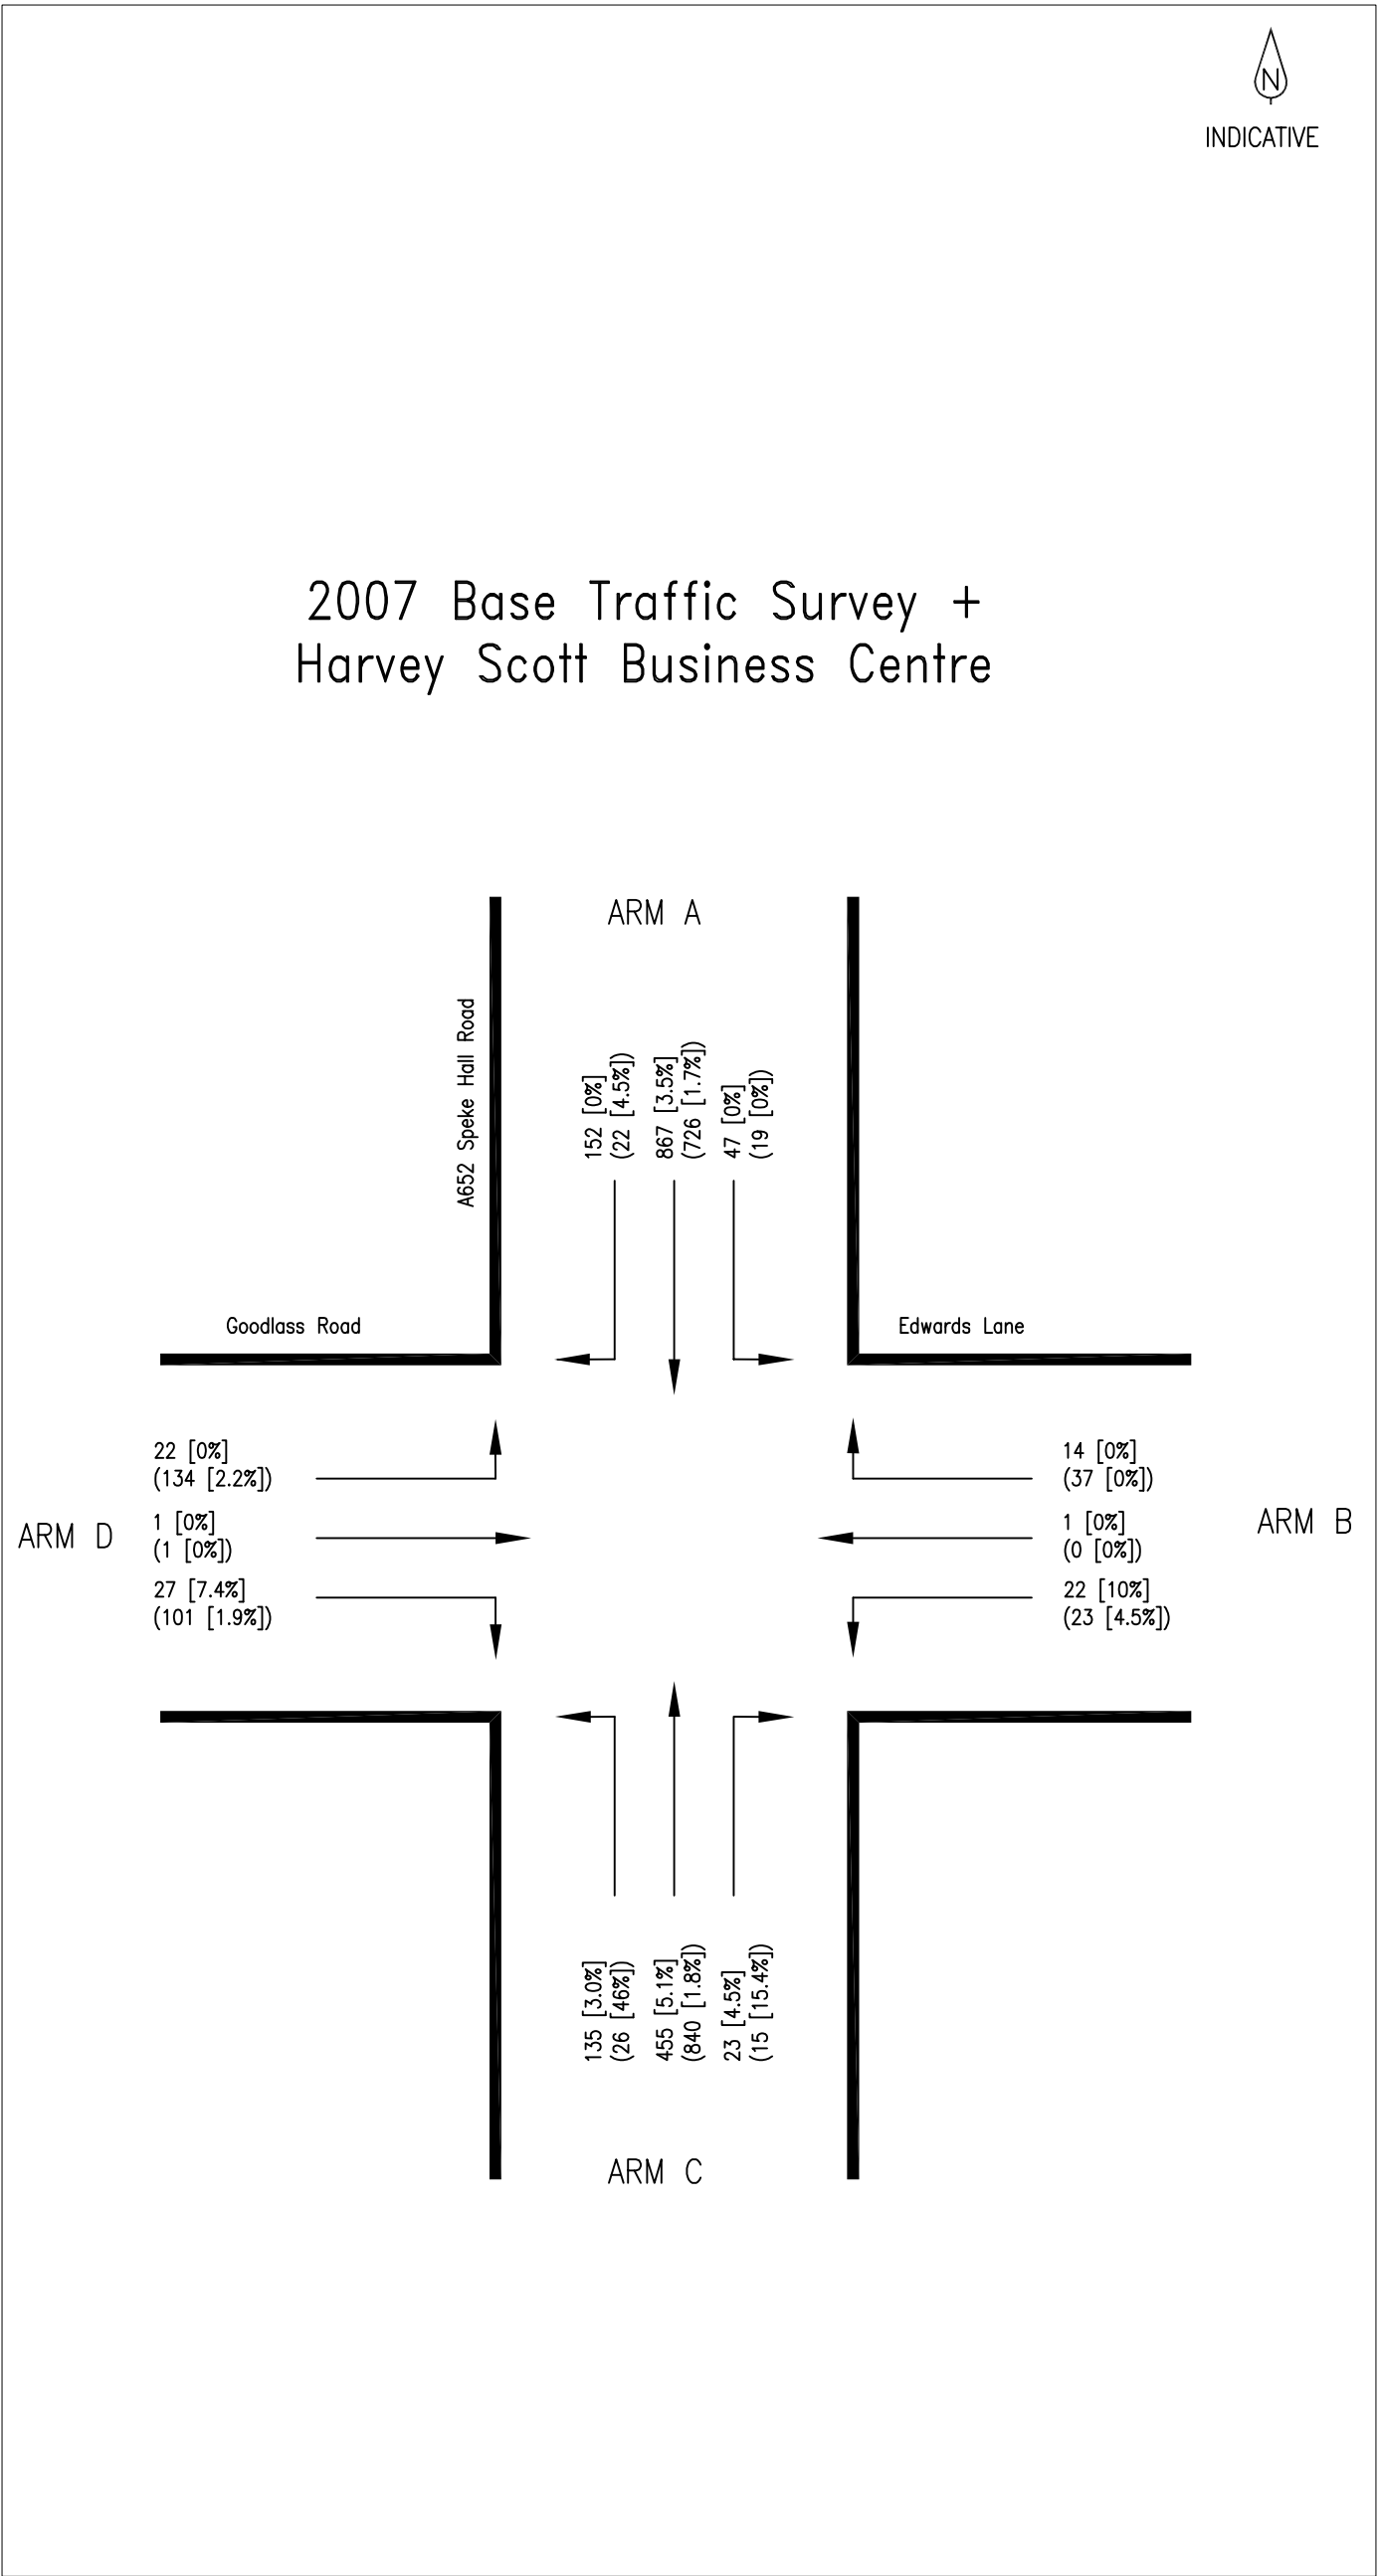 N
INDICATIVE
2007 Base Traffic Survey +
Harvey Scott Business Centre
ARM A
A652 Speke Hall Road
152 [0%]
(22 [4.5%])
867 [3.5%]
(726 [1.7%])
47 [0%]
(19 [0%])
Goodlass Road
Edwards Lane
22 [0%]
(134 [2.2%])
1 [0%]
(1 [0%])
27 [7.4%]
(101 [1.9%])
ARM D
14 [0%]
(37 [0%])
1 [0%]
(0 [0%])
22 [10%]
(23 [4.5%])
ARM B
135 [3.0%]
(26 [46%])
455 [5.1%]
(840 [1.8%])
23 [4.5%]
(15 [15.4%])
ARM C